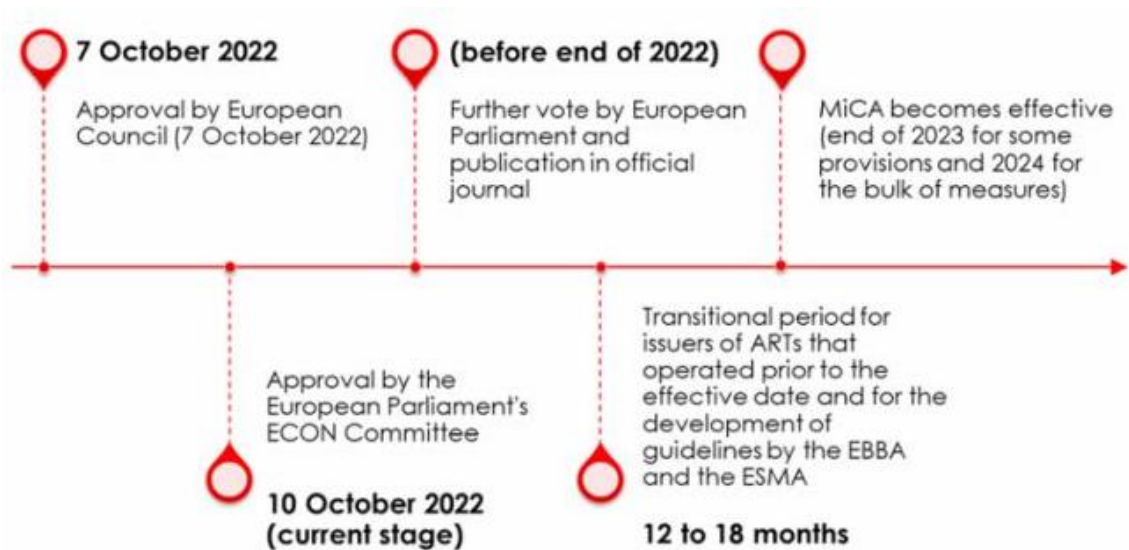 7 October 2022
Approval by European
Council (7 October 2022)
(before end of 2022)
Further vote by European
Parliament and
publication in official
journal
MiCA becomes effective
(end of 2023 for some
provisions and 2024 for
the bulk of measures)
Approval by the
European Parliament's
ECON Committee
10 October 2022
(current stage)
Transitional period for
issuers of ARTs that
operated prior to the
effective date and for the
development of
guidelines by the EBBA
and the ESMA
12 to 18 months